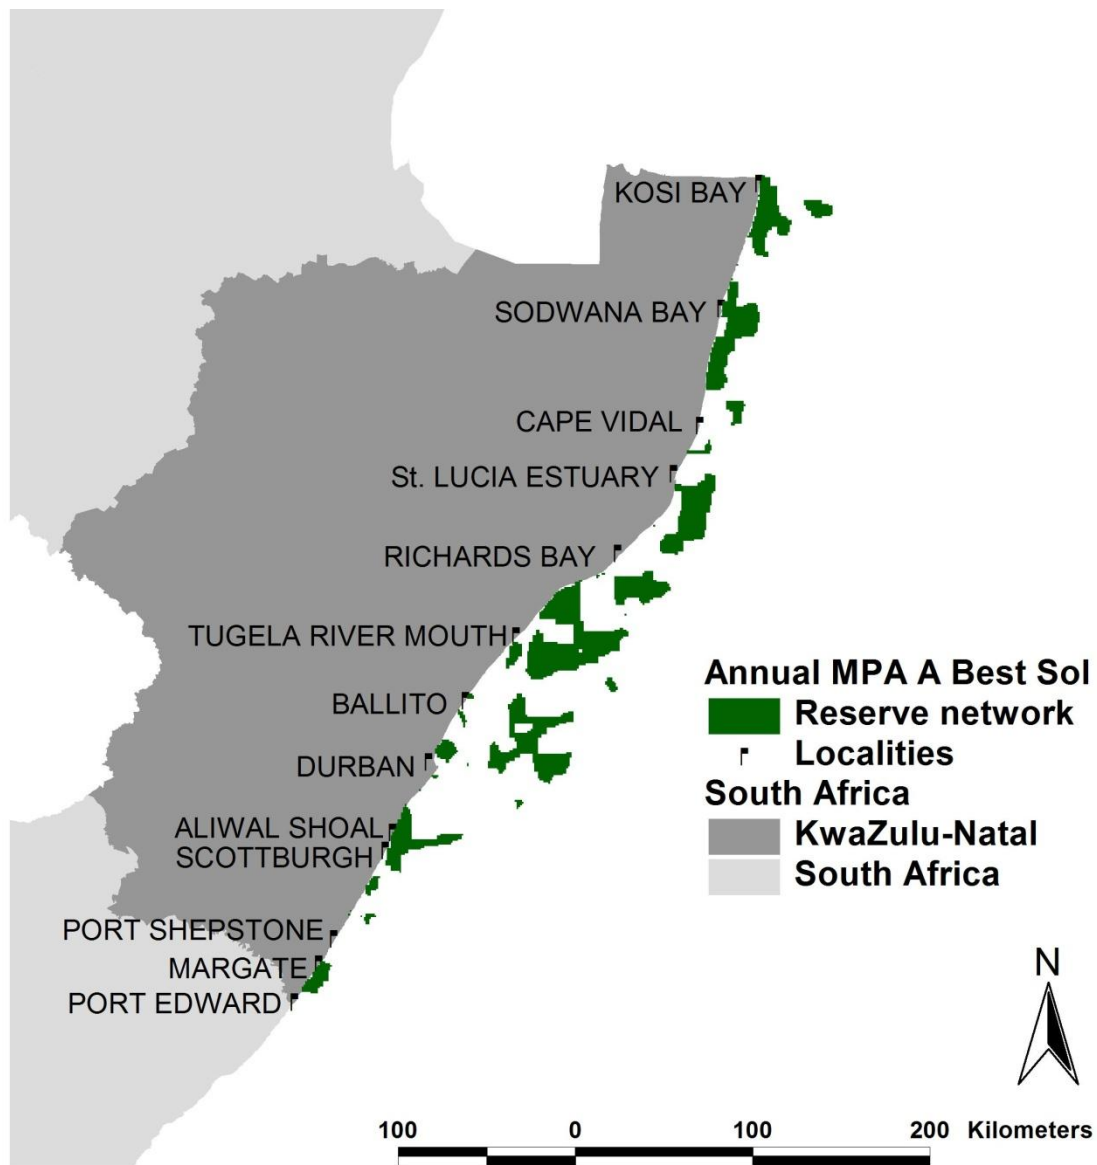 KOSI BAY
SODWANA BAY
CAPE VIDAL
St. LUCIA ESTUARY
RICHARDS BAY
TUGELA RIVER MOUTH
BALLITO
DURBAN
ALIWAL SHOAL
SCOTTBURGH
PORT SHEPSTONE
MARGATE
PORT EDWARD
Annual MPA A Best Sol
Reserve network
Localities
South Africa
KwaZulu-Natal
South Africa
N
100 0 100 200 Kilometers